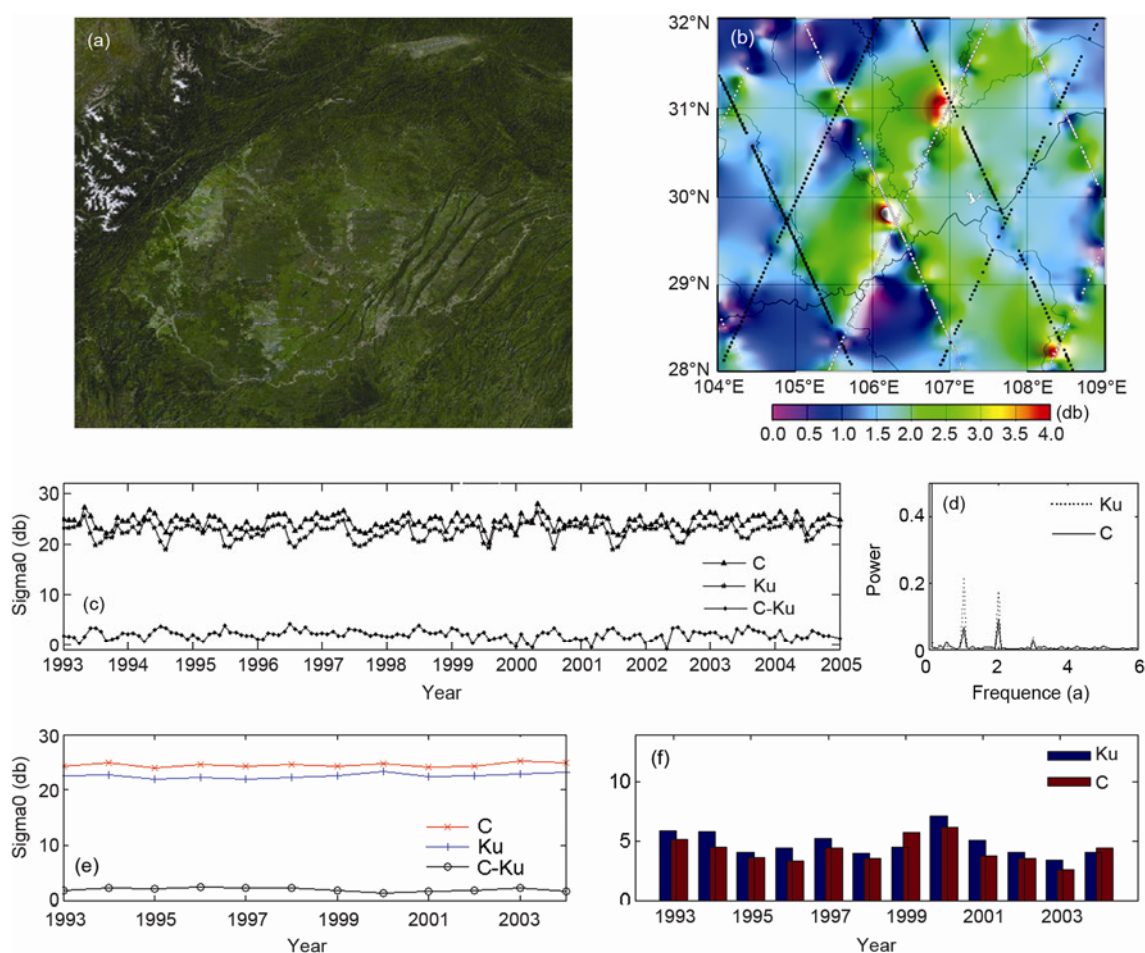 (a)
(b)
32°N
31°N
30°N
29°N
28°N
104°E 105°E 106°E 107°E 108°E 109°E
(db)
0.0 0.5 1.0 1.5 2.0 2.5 3.0 3.5 4.0
Sigma0 (db)
30
20
10
0
(c)
C
Ku
C-Ku
1993 1994 1995 1996 1997 1998 1999 2000 2001 2002 2003 2004 2005
Year
(d)
Ku
C
Power
0.4
0.2
0
0 2 4 6
Frequence (a)
Sigma0 (db)
30
20
10
0
(e)
C
Ku
C-Ku
1993 1995 1997 1999 2001 2003
Year
(f)
Ku
C
10
5
0
1993 1995 1997 1999 2001 2003
Year